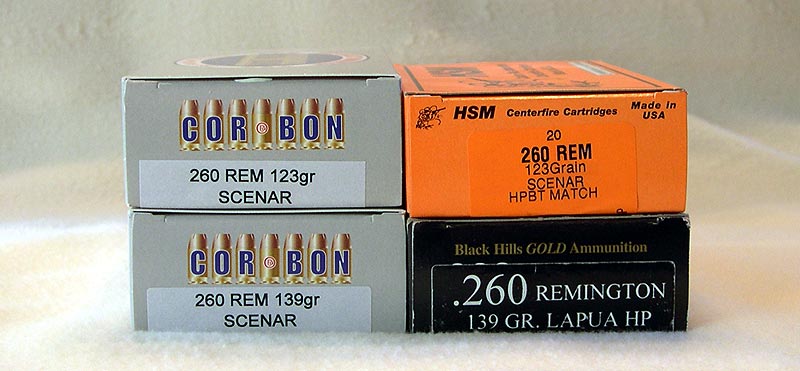 COR BON
260 REM 123gr
SCENAR
HSM Centerfire Cartridges Made in
USA
20
260 REM
123Grain
SCENAR
HPBT MATCH
COR BON
260 REM 139gr
SCENAR
Black Hills GOLD Ammunition
.260 REMINGTON
139 GR. LAPUA HP